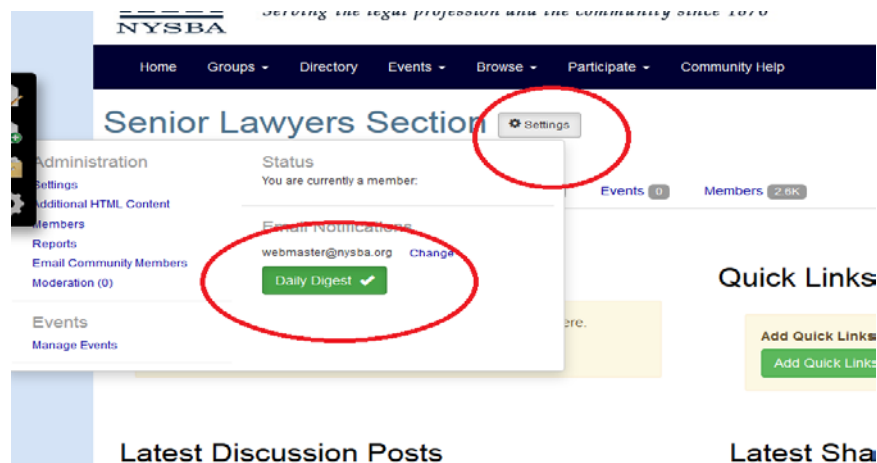 NYSBA
Serving the legal profession and the community since 1876
Home Groups Directory Events Browse Participate Community Help
Senior Lawyers Section Settings
Administration
Settings
Additional HTML Content
Members
Reports
Email Community Members
Moderation (0)
Events
Manage Events
Status
You are currently a member:
Email Notifications
webmaster@nysba.org Change
Daily Digest
Events 0 Members 2.6K
ere.
Quick Links
Add Quick Links
Add Quick Links
Latest Discussion Posts
Latest Sha